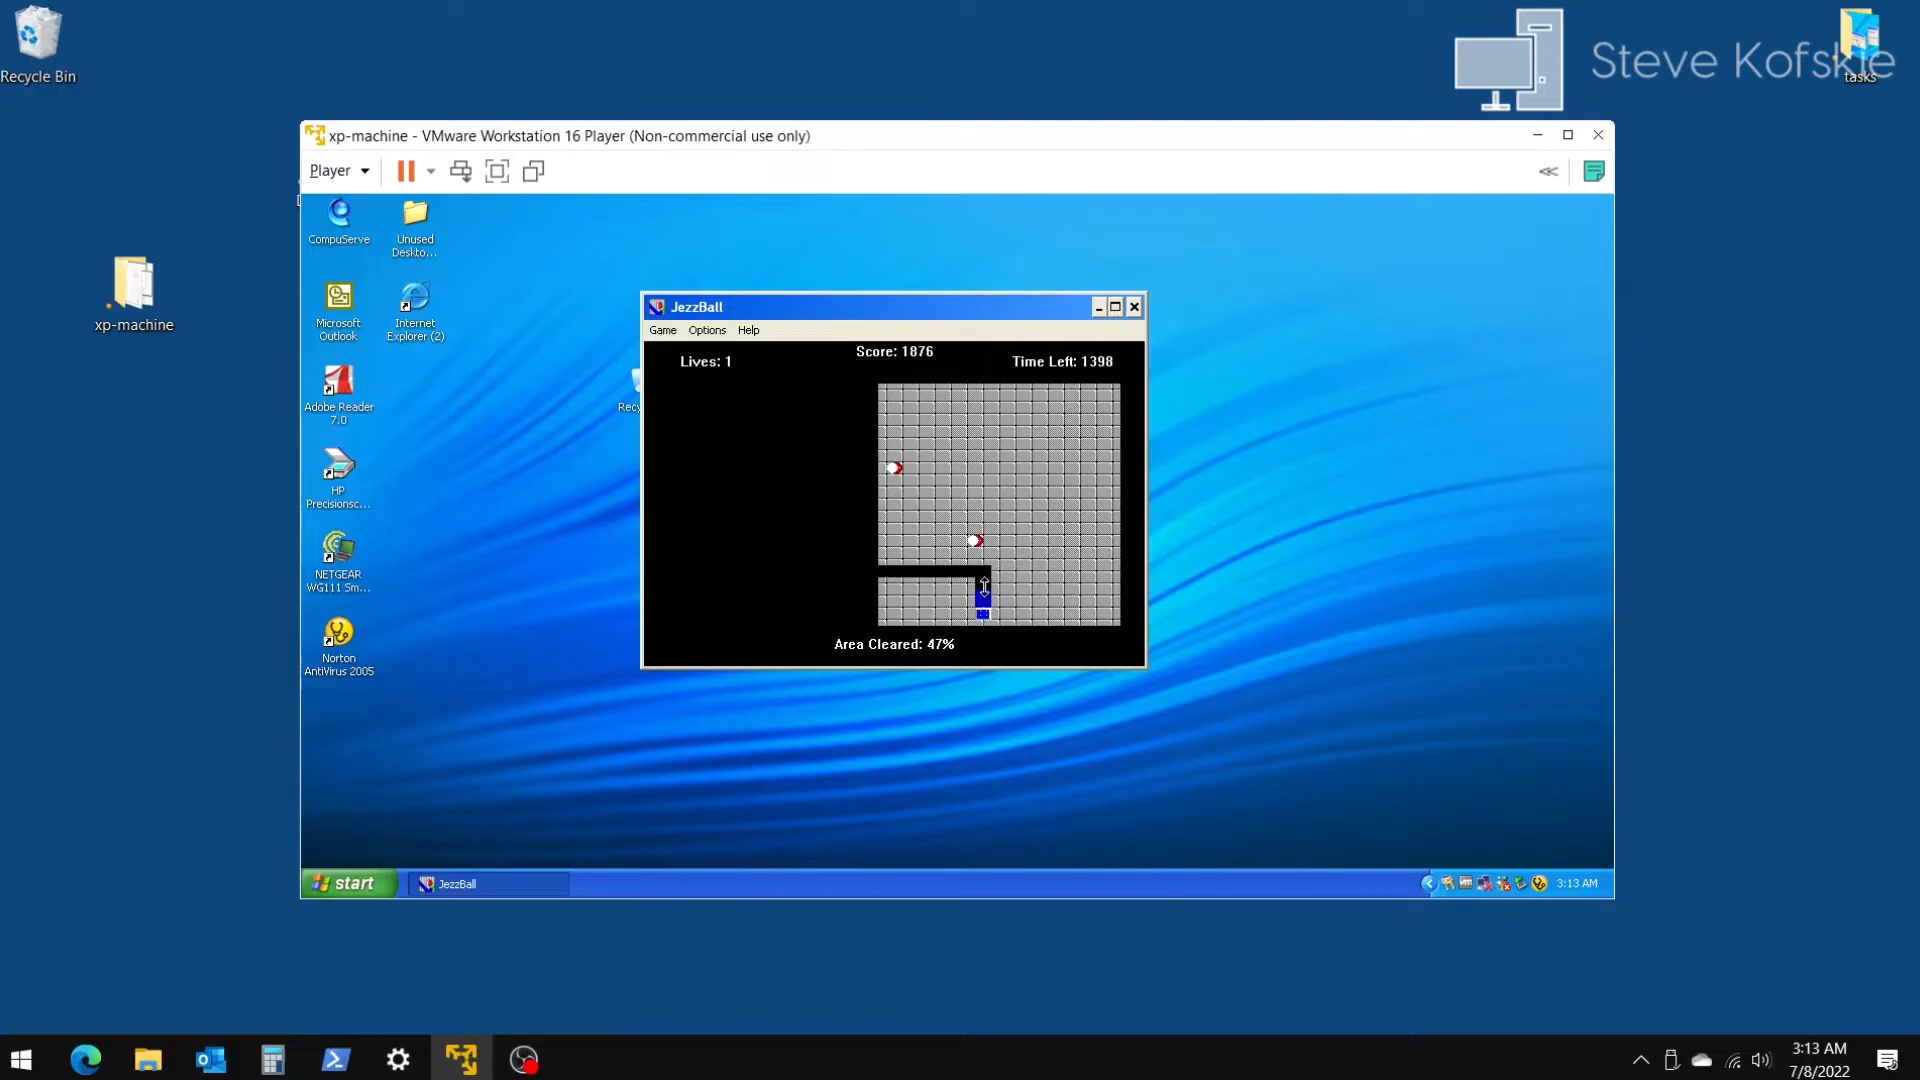 Recycle Bin
Steve Kofskie
tasks
xp-machine - VMware Workstation 16 Player (Non-commercial use only)
Player
CompuServe
Unused
Deskto...
Microsoft
Outlook
Internet
Explorer (2)
xp-machine
JezzBall
Game Options Help
Lives: 1
Score: 1876
Time Left: 1398
Adobe Reader
7.0
Recy
HP
Precisionsc...
NETGEAR
WG111 Sm...
Area Cleared: 47%
Norton
AntiVirus 2005
start
JezzBall
3:13 AM
3:13 AM
7/8/2022